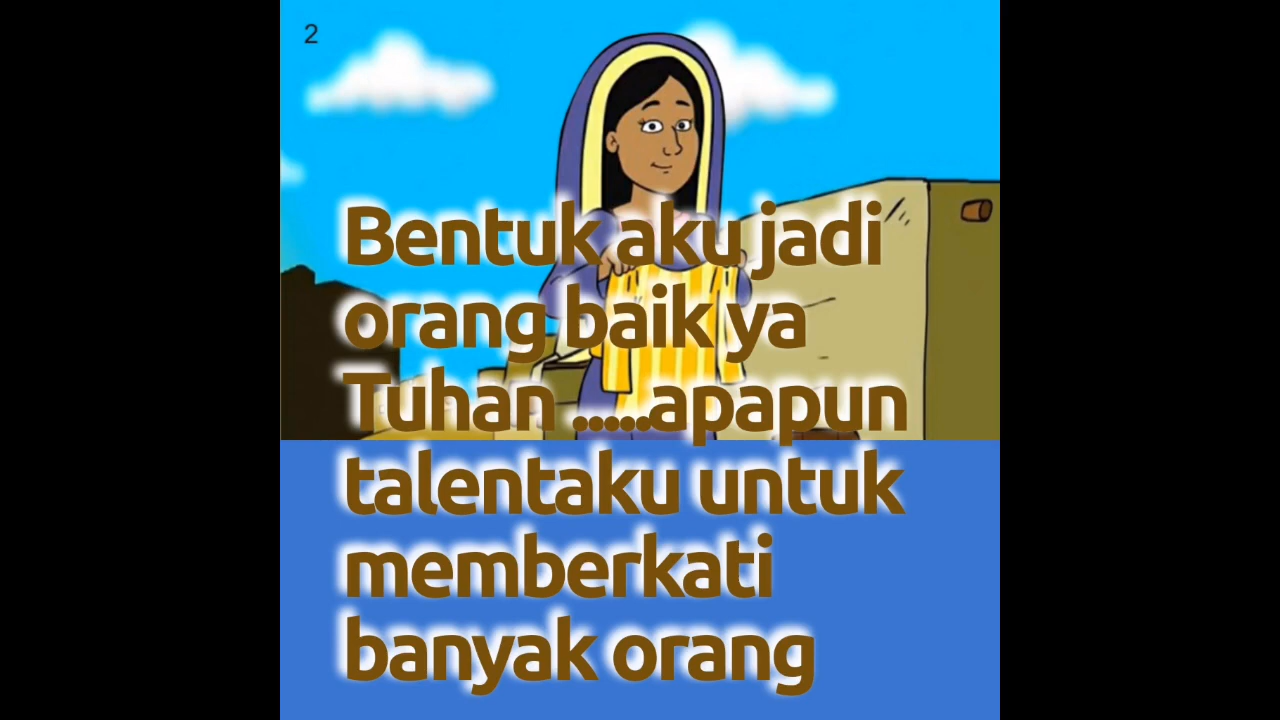 2
Bentuk aku jadi
orang baik ya
Tuhan .....apapun
talentaku untuk
memberkati
banyak orang